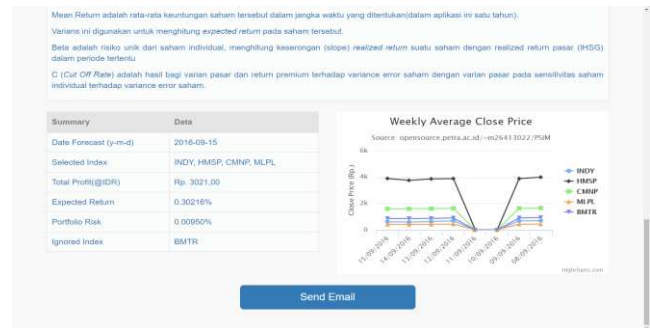 Mean Return adalah rata-rata keuntungan saham tersebut dalam jangka waktu yang ditentukan(dalam aplikasi ini satu tahun).
Varians ini digunakan untuk menghitung expected return pada saham tersebut.
Beta adalah risiko unik dari saham individual, menghitung keserongan (slope) realized return suatu saham dengan realized return pasar (IHSG)
dalam periode tertentu
C (Cut Off Rate) adalah hasil bagi varian pasar dan return premium terhadap variance error saham dengan varian pasar pada sensitivitas saham
individual terhadap variance error saham.
Summary Data
Date Forecast (y-m-d) 2016-09-15
Selected Index INDY, HMSP, CMNP, MLPL
Total Profit(@IDR) Rp. 3021,00
Expected Return 0.30216%
Portfolio Risk 0.00950%
Ignored Index BMTR
Weekly Average Close Price
Source: opensource.petra.ac.id/~m26413022/PSIM
Close Price (Rp.)
6k
4k
2k
0
15/09/2016 14/09/2016 13/09/2016 12/09/2016 11/09/2016 10/09/2016 09/09/2016 08/09/2016
INDY
HMSP
CMNP
MLPL
BMTR
Highcharts.com
Send Email